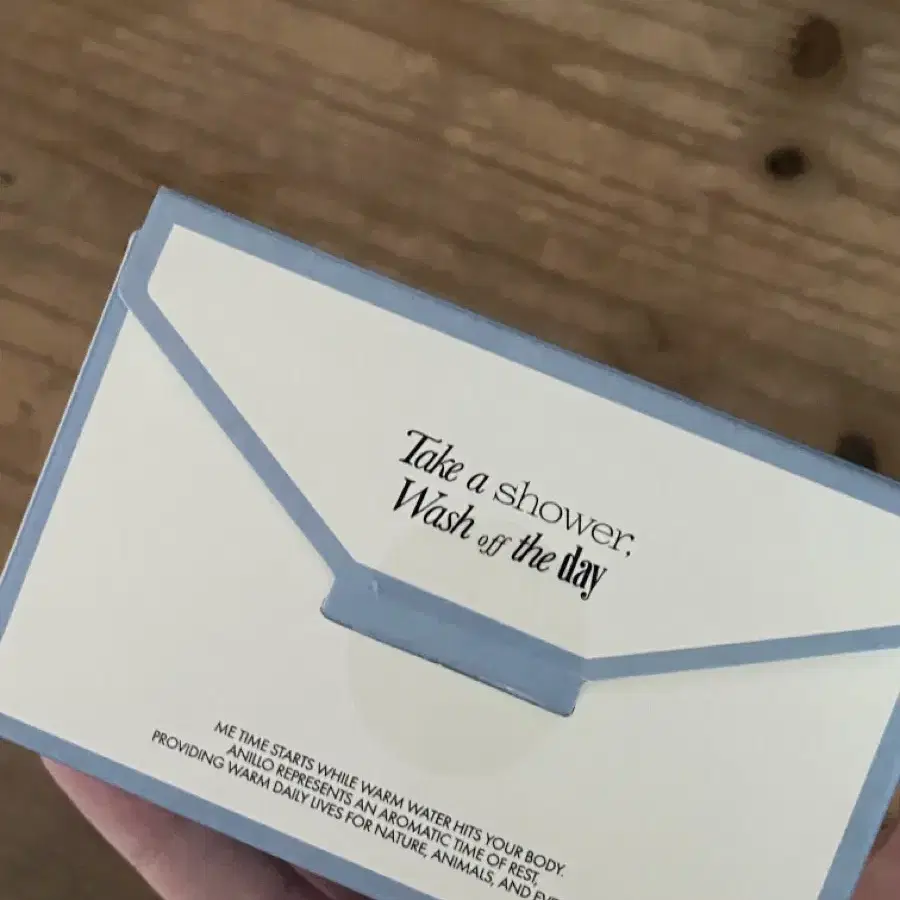 Take a shower,
Wash off the day
ME TIME STARTS WHILE WARM WATER HITS YOUR BODY.
ANILLO REPRESENTS AN AROMATIC TIME OF REST,
PROVIDING WARM DAILY LIVES FOR NATURE, ANIMALS, AND